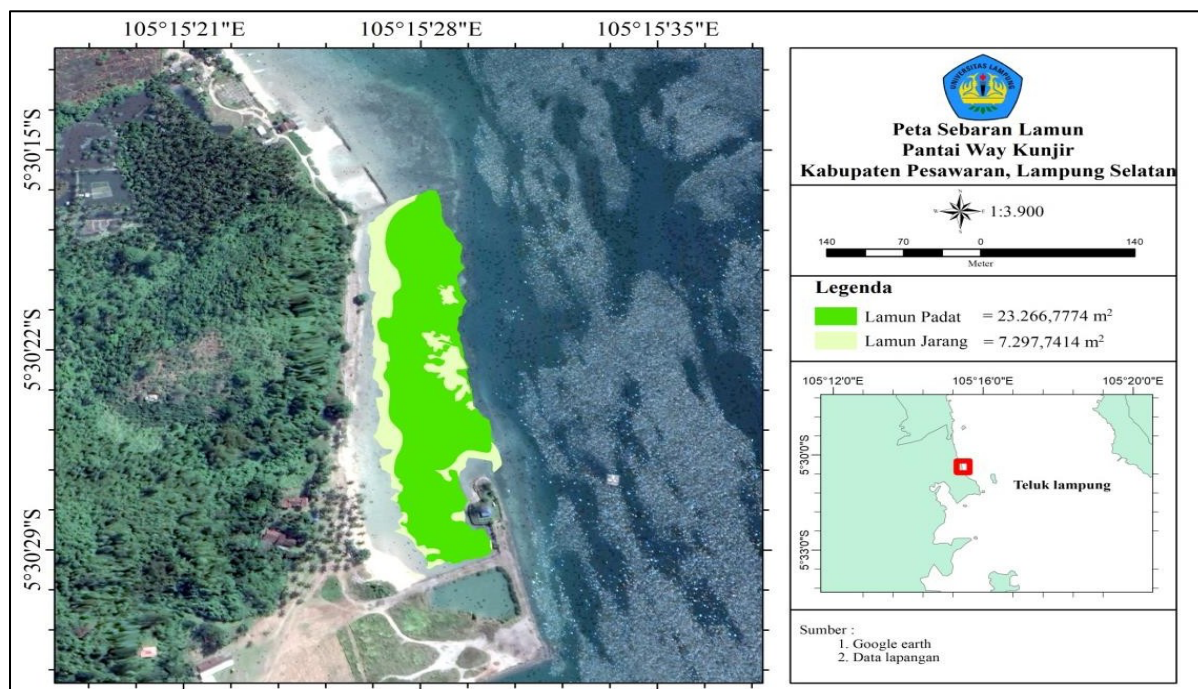 105°15'21"E 105°15'28"E 105°15'35"E
5°30'15"S
5°30'22"S
5°30'29"S
UNIVERSITAS LAMPUNG
Peta Sebaran Lamun
Pantai Way Kunjir
Kabupaten Pesawaran, Lampung Selatan
N
W E
S
1:3.900
140 70 0 140
Meter
Legenda
Lamun Padat = 23.266,7774 m²
Lamun Jarang = 7.297,7414 m²
105°12'0"E 105°16'0"E 105°20'0"E
5°30'0"S
5°33'0"S
Teluk lampung
Sumber :
1. Google earth
2. Data lapangan